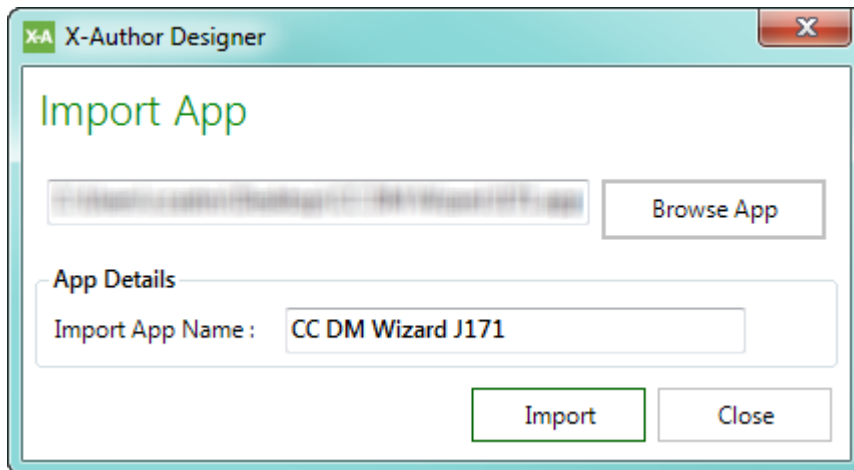 X-A X-Author Designer
Import App
Browse App
App Details
Import App Name : CC DM Wizard J171
Import Close